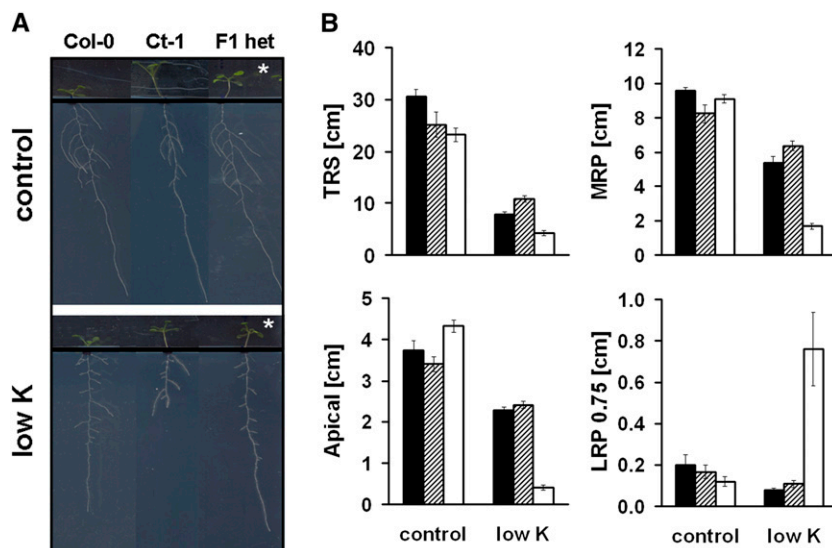 A
Col-0 Ct-1 F1 het
*
control
*
low K
B
TRS [cm]
40
30
20
10
0
MRP [cm]
12
10
8
6
4
2
0
Apical [cm]
5
4
3
2
1
0
control low K
LRP 0.75 [cm]
1.0
0.8
0.6
0.4
0.2
0.0
control low K